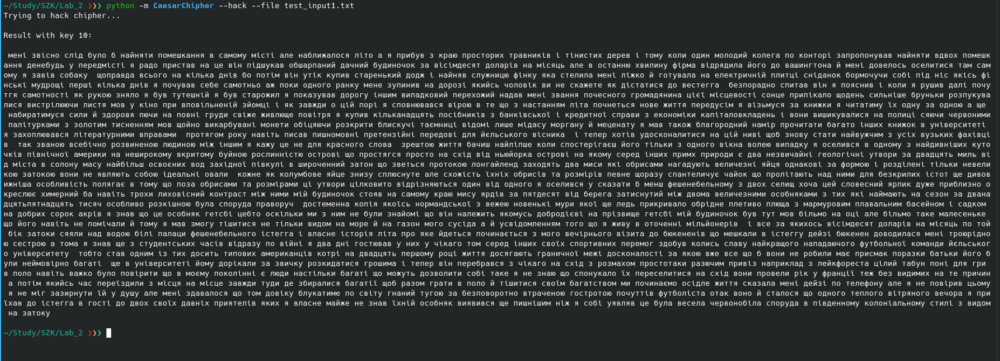 ~/Study/SZK/Lab_2 ❯❯❯ python -m CaesarChipher --hack --file test_input1.txt
Trying to hack chipher...
Result with key 10:
мені звісно слід було б найняти помешкання в самому місті але наближалося літо а я прибув з краю просторих травників і тінистих дерев і тому коли один молодий колега по конторі запропонував найняти вдвох помешк
ання денебудь у передмісті я радо пристав на це він підшукав обшарпаний дачний будиночок за вісімдесят доларів на місяць але в останню хвилину фірма відрядила його до вашингтона й мені довелось оселитися там сам
ому я завів собаку  щоправда всього на кілька днів бо потім він утік купив старенький додж і найняв служницю фінку яка стелила мені ліжко й готувала на електричній плитці сніданок бормочучи собі під ніс якісь фі
нські мудрощі перші кілька днів я почував себе самотньо аж поки одного ранку мене зупинив на дорозі якийсь чоловік ви не скажете як дістатися до вестегга  безпорадно спитав він я пояснив і коли я рушив далі почу
ття самотності як рукою зняло я був тутешній я був старожил я показував дорогу іншим випадковий перехожий надав мені звання почесного громадянина цієї місцевості сонце припікало щодень сильніше бруньки розпукува
лися вистрілюючи листя мов у кіно при вповільненій зйомці і як завжди о цій порі я сповнювався вірою в те що з настанням літа почнеться нове життя передусім я візьмуся за книжки я читатиму їх одну за одною а ще
 набиратимуся сили й здоровя пючи на повні груди свіже живлюще повітря я купив кільканадцять посібників з банківської і кредитної справи з економіки капіталовкладень і вони вишикувалися на полиці сяючи червоними
 палітурками з золотим тисненням мов щойно викарбувані монети обіцяючи розкрити блискучі таємниці відомі лише мідасу моргану й меценату я мав також благородний намір прочитати багато інших книжок в університеті
я захоплювався літературними вправами  протягом року навіть писав пишномовні претензійні передові для йєльського вісника  і тепер хотів удосконалитися на цій ниві щоб знову стати найвужчим з усіх вузьких фахівці
в  так званою всебічно розвиненою людиною між іншим я кажу це не для красного слова  зрештою життя бачиш найліпше коли спостерігаєш його тільки з одного вікна волею випадку я оселився в одному з найдивніших куто
чків північної америки на неширокому вкритому буйною рослинністю острові що простягся просто на схід від ньюйорка острові на якому серед інших примх природи є два незвичайні геологічні утвори за двадцять миль ві
д міста в солону масу найбільш освоєних вод західної півкулі в широченний затон що зветься протокою лонгайленд заходять два миси які обрисами нагадують величезні яйця однакові за формою і розділені тільки невели
кою затокою вони не являють собою ідеальні овали  кожне як колумбове яйце знизу сплюснуте але схожість їхніх обрисів та розмірів певне щоразу спантеличує чайок що пролітають над ними для безкрилих істот ще дивов
ижніша особливість полягає в тому що поза обрисами та розмірами ці утвори цілковито відрізняються один від одного я оселився у сказати б менш фешенебельному з двох селищ хоча цей словесний ярлик дуже приблизно о
креслює химерний ба навіть трохи лиховісний контраст між ними мій будиночок стояв на самому краю мису ярдів за пятдесят від берега затиснутий між двома величезними особняками з тих які наймають на сезон за двана
дцятьпятнадцять тисяч особливо розкішною була споруда праворуч  достеменна копія якоїсь нормандської з вежею новенькі мури якої ще ледь прикривало обрідне плетиво плюща з мармуровим плавальним басейном і садком
на добрих сорок акрів я знав що це особняк гетсбі цебто оскільки ми з ним не були знайомі що він належить якомусь добродієві на прізвище гетсбі мій будиночок був тут мов більмо на оці але більмо таке малесеньке
що його навіть не помічали й тому я мав змогу тішитися не тільки видом на море й на газон мого сусіда а й усвідомленням того що я живу в оточенні мільйонерів  і все за якихось вісімдесят доларів на місяць по той
 бік затоки сяяли над водою білі палаци фешенебельного істегга і власне історія літа про яке йдеться починається з мого вечірнього візита до бюкененів що мешкали в істеггу дейзі бюкенен доводилася мені троюрідно
ю сестрою а тома я знав ще з студентських часів відразу по війні я два дні гостював у них у чікаго том серед інших своїх спортивних перемог здобув колись славу найкращого нападаючого футбольної команди йєльськог
о університету  тобто став одним із тих досить типових американців котрі на двадцять першому році життя досягають граничної межі досконалості за якою вже все що б вони не робили має присмак поразки батьки його б
ули неймовірно багаті  ще в університеті йому дорікали за звичку розкидатися грошима і тепер він перебрався з чікаго на схід з розмахом простотаки разючим привіз наприклад з лейкфореста цілий табун поні для гри
в поло навіть важко було повірити що в моєму поколінні є люди настільки багаті що можуть дозволити собі таке я не знаю що спонукало їх переселитися на схід вони провели рік у франції теж без видимих на те причин
 а потім якийсь час переїздили з місця на місце завжди туди де збиралися багатії щоб разом грати в поло й тішитися своїм багатством ми починаємо осідле життя сказала мені дейзі по телефону але я не повірив цьому
 я не міг зазирнути їй у душу але мені здавалося що том довіку блукатиме по світу гнаний тугою за безповоротно втраченою гостротою почуттів футболіста отак воно й сталося що одного теплого вітряного вечора я при
їхав до істегга в гості до двох своїх давніх приятелів яких я власне майже не знав їхній особняк виявився ще пишнішим ніж я собі уявляв це була весела червонобіла споруда в південному колоніальному стилі з видом
 на затоку
~/Study/SZK/Lab_2 ❯❯❯